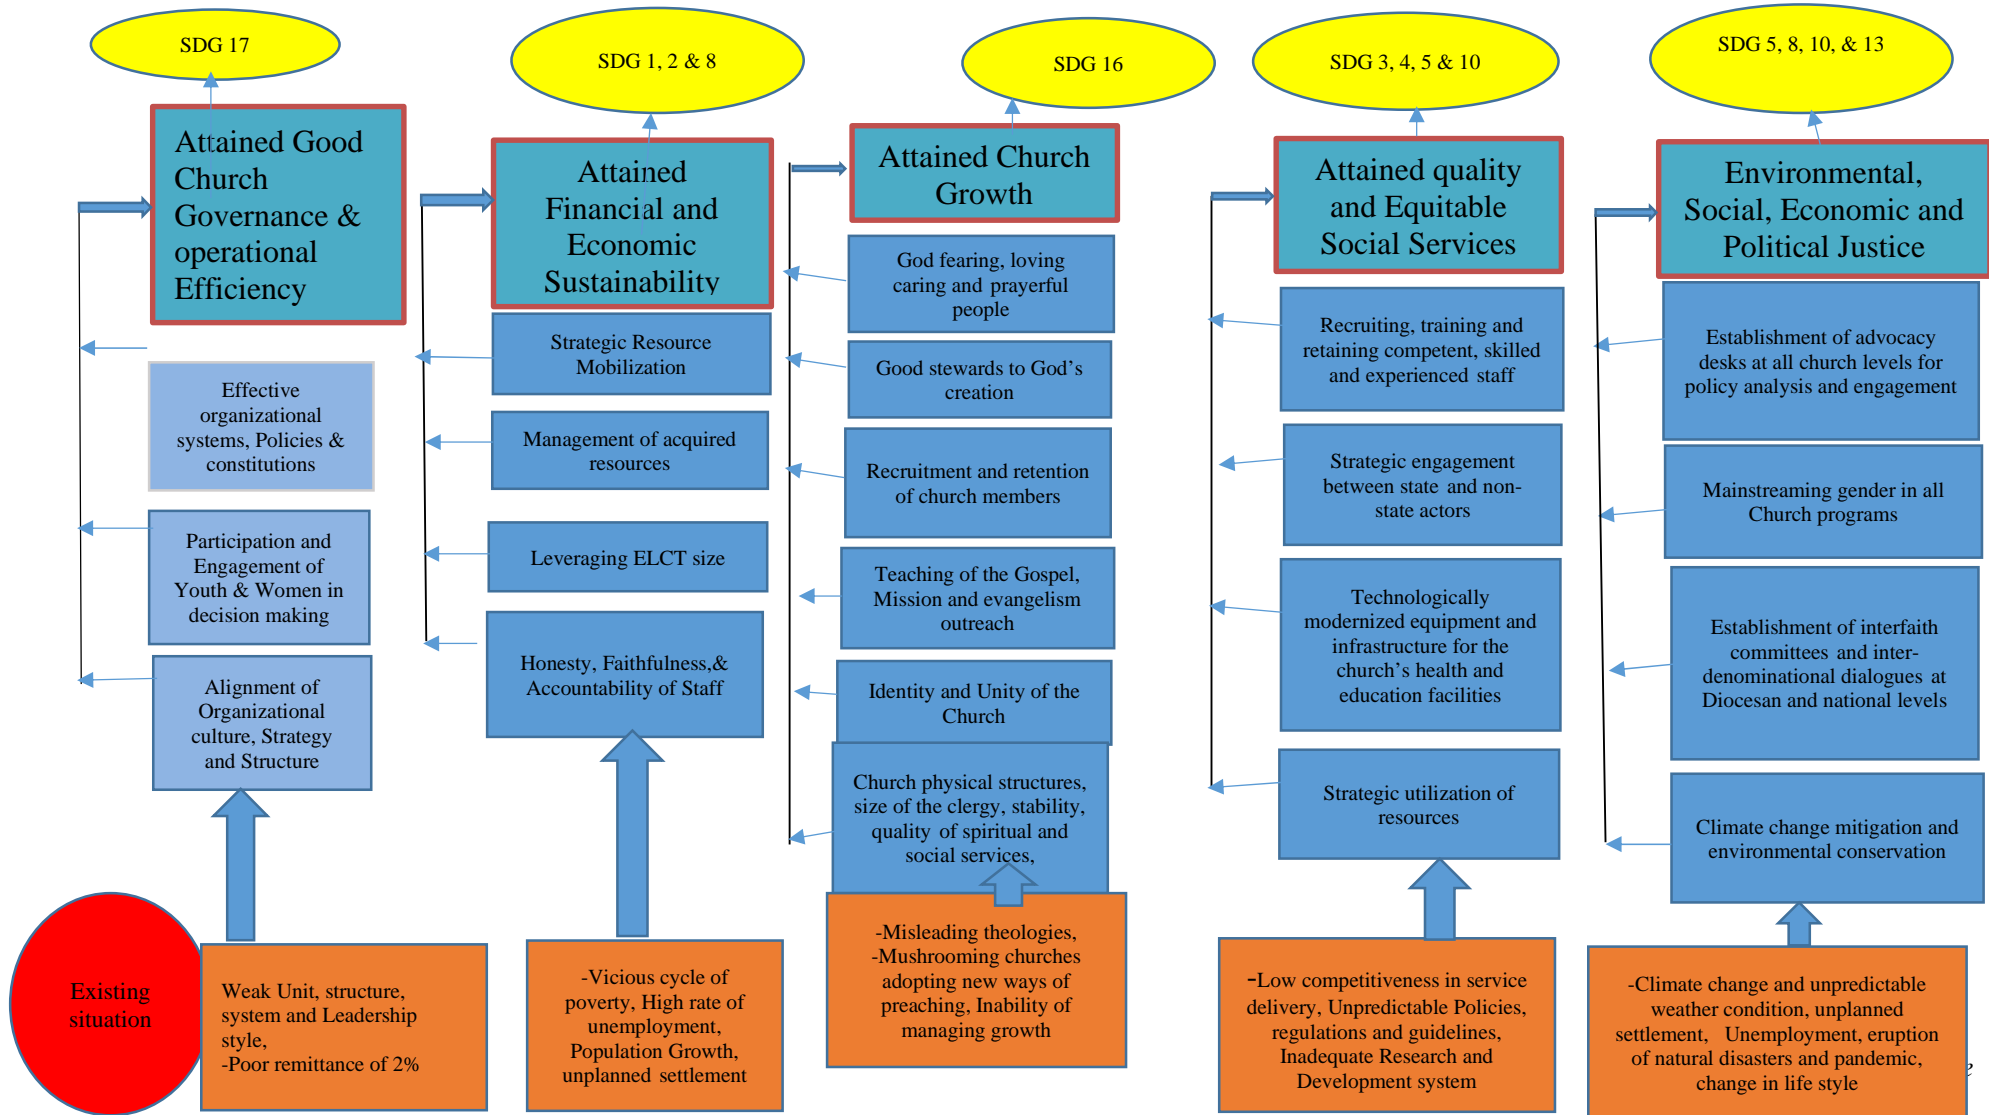 SDG 17
SDG 1, 2 & 8
SDG 16
SDG 3, 4, 5 & 10
SDG 5, 8, 10, & 13
Attained Good
Church
Governance &
operational
Efficiency
Effective
organizational
systems, Policies &
constitutions
Participation and
Engagement of
Youth & Women in
decision making
Alignment of
Organizational
culture, Strategy
and Structure
Existing
situation
Weak Unit, structure,
system and Leadership
style,
-Poor remittance of 2%
Attained
Financial and
Economic
Sustainability
Strategic Resource
Mobilization
Management of acquired
resources
Leveraging ELCT size
Honesty, Faithfulness,&
Accountability of Staff
-Vicious cycle of
poverty, High rate of
unemployment,
Population Growth,
unplanned settlement
Attained Church
Growth
God fearing, loving
caring and prayerful
people
Good stewards to God’s
creation
Recruitment and retention
of church members
Teaching of the Gospel,
Mission and evangelism
outreach
Identity and Unity of the
Church
Church physical structures,
size of the clergy, stability,
quality of spiritual and
social services,
-Misleading theologies,
-Mushrooming churches
adopting new ways of
preaching, Inability of
managing growth
Attained quality
and Equitable
Social Services
Recruiting, training and
retaining competent, skilled
and experienced staff
Strategic engagement
between state and non-
state actors
Technologically
modernized equipment and
infrastructure for the
church’s health and
education facilities
Strategic utilization of
resources
-Low competitiveness in service
delivery, Unpredictable Policies,
regulations and guidelines,
Inadequate Research and
Development system
Environmental,
Social, Economic and
Political Justice
Establishment of advocacy
desks at all church levels for
policy analysis and engagement
Mainstreaming gender in all
Church programs
Establishment of interfaith
committees and inter-
denominational dialogues at
Diocesan and national levels
Climate change mitigation and
environmental conservation
-Climate change and unpredictable
weather condition, unplanned
settlement, Unemployment, eruption
of natural disasters and pandemic,
change in life style